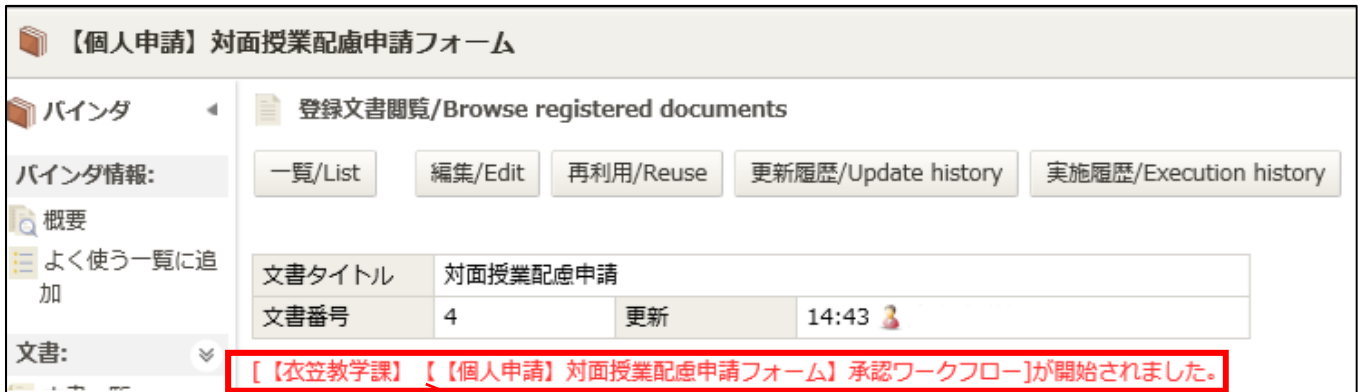 【個人申請】対面授業配慮申請フォーム
バインダ
バインダ情報:
概要
よく使う一覧に追
加
文書:
登録文書閲覧/Browse registered documents
一覧/List 編集/Edit 再利用/Reuse 更新履歴/Update history 実施履歴/Execution history
文書タイトル 対面授業配慮申請
文書番号 4 更新 14:43
[【衣笠教学課】【【個人申請】対面授業配慮申請フォーム】承認ワークフロー]が開始されました。